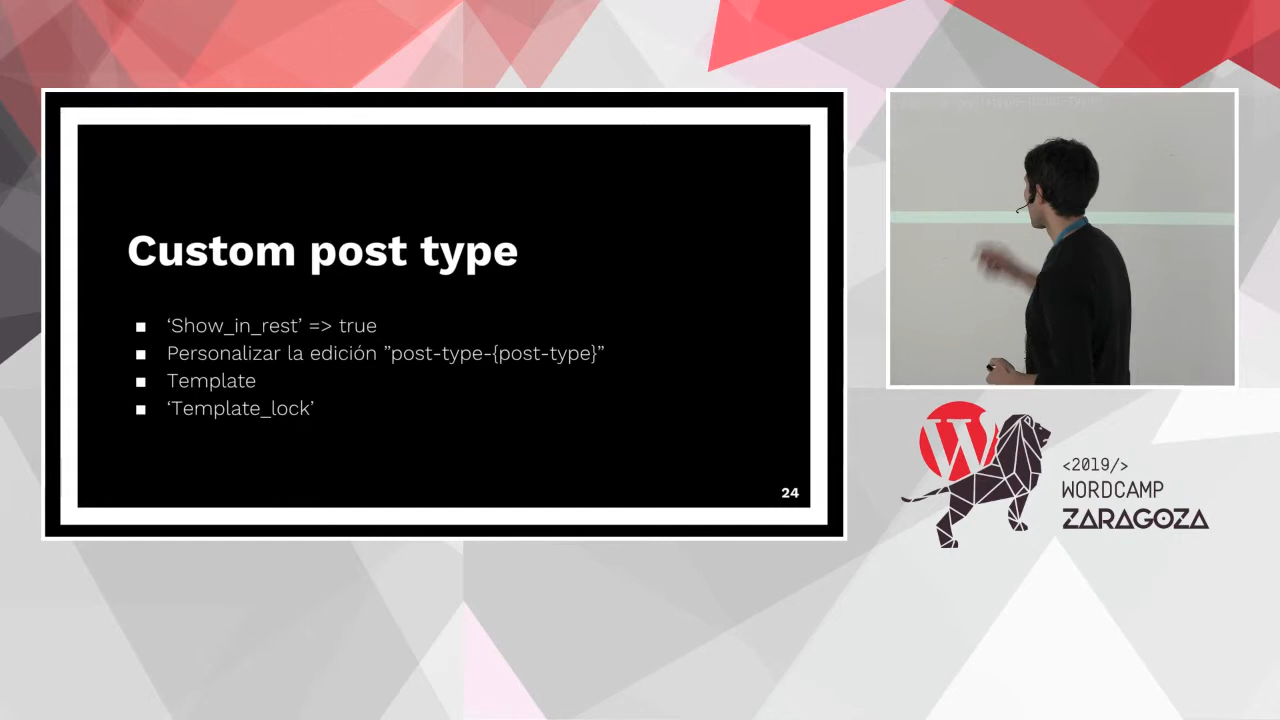 Custom post type
‘Show_in_rest’ => true
Personalizar la edición ”post-type-{post-type}”
Template
‘Template_lock’
24
W
<2019/>
WORDCAMP
ZARAGOZA